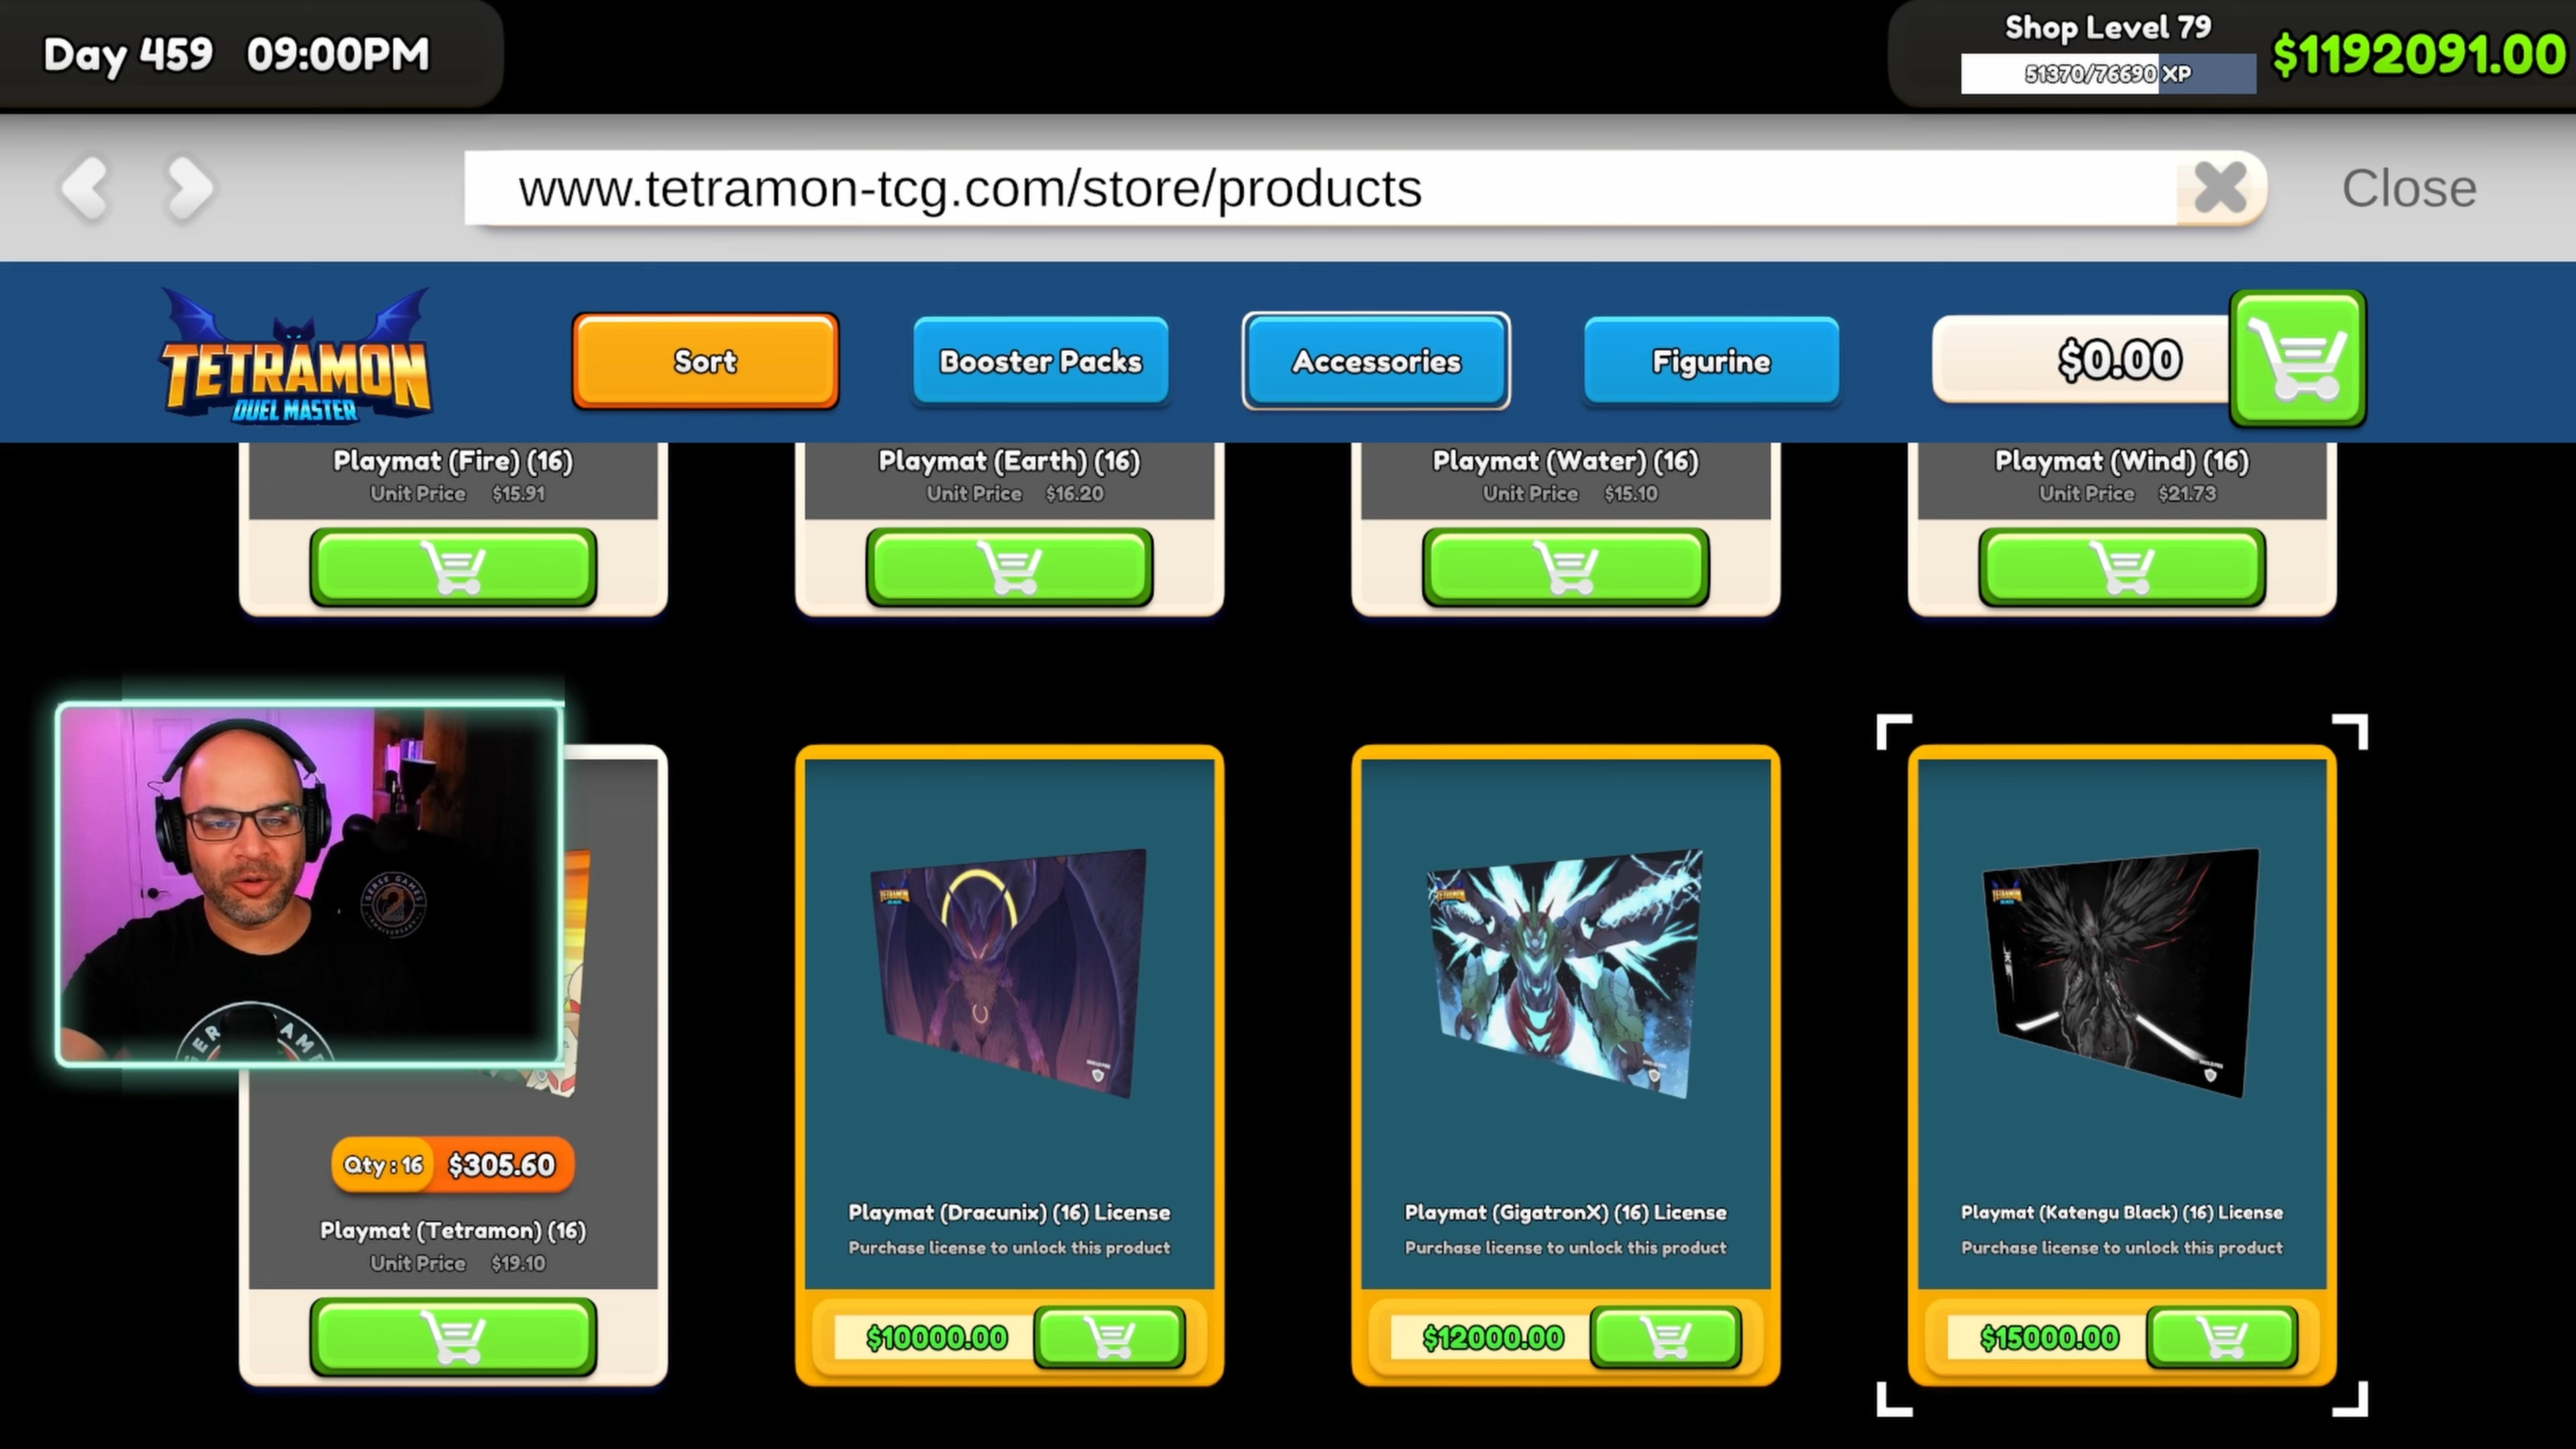 Day 459 09:00PM
Shop Level 79
51370/76690 XP
$1192091.00
www.tetramon-tcg.com/store/products
Close
TETRAMON
DUEL MASTER
Sort
Booster Packs
Accessories
Figurine
$0.00
Playmat (Fire) (16)
Unit Price $15.91
Playmat (Earth) (16)
Unit Price $16.20
Playmat (Water) (16)
Unit Price $15.10
Playmat (Wind) (16)
Unit Price $21.73
Qty : 16 $305.60
Playmat (Tetramon) (16)
Unit Price $19.10
TETRAMON
Playmat (Dracunix) (16) License
Purchase license to unlock this product
$10000.00
TETRAMON
Playmat (GigatronX) (16) License
Purchase license to unlock this product
$12000.00
TETRAMON
Playmat (Katengu Black) (16) License
Purchase license to unlock this product
$15000.00